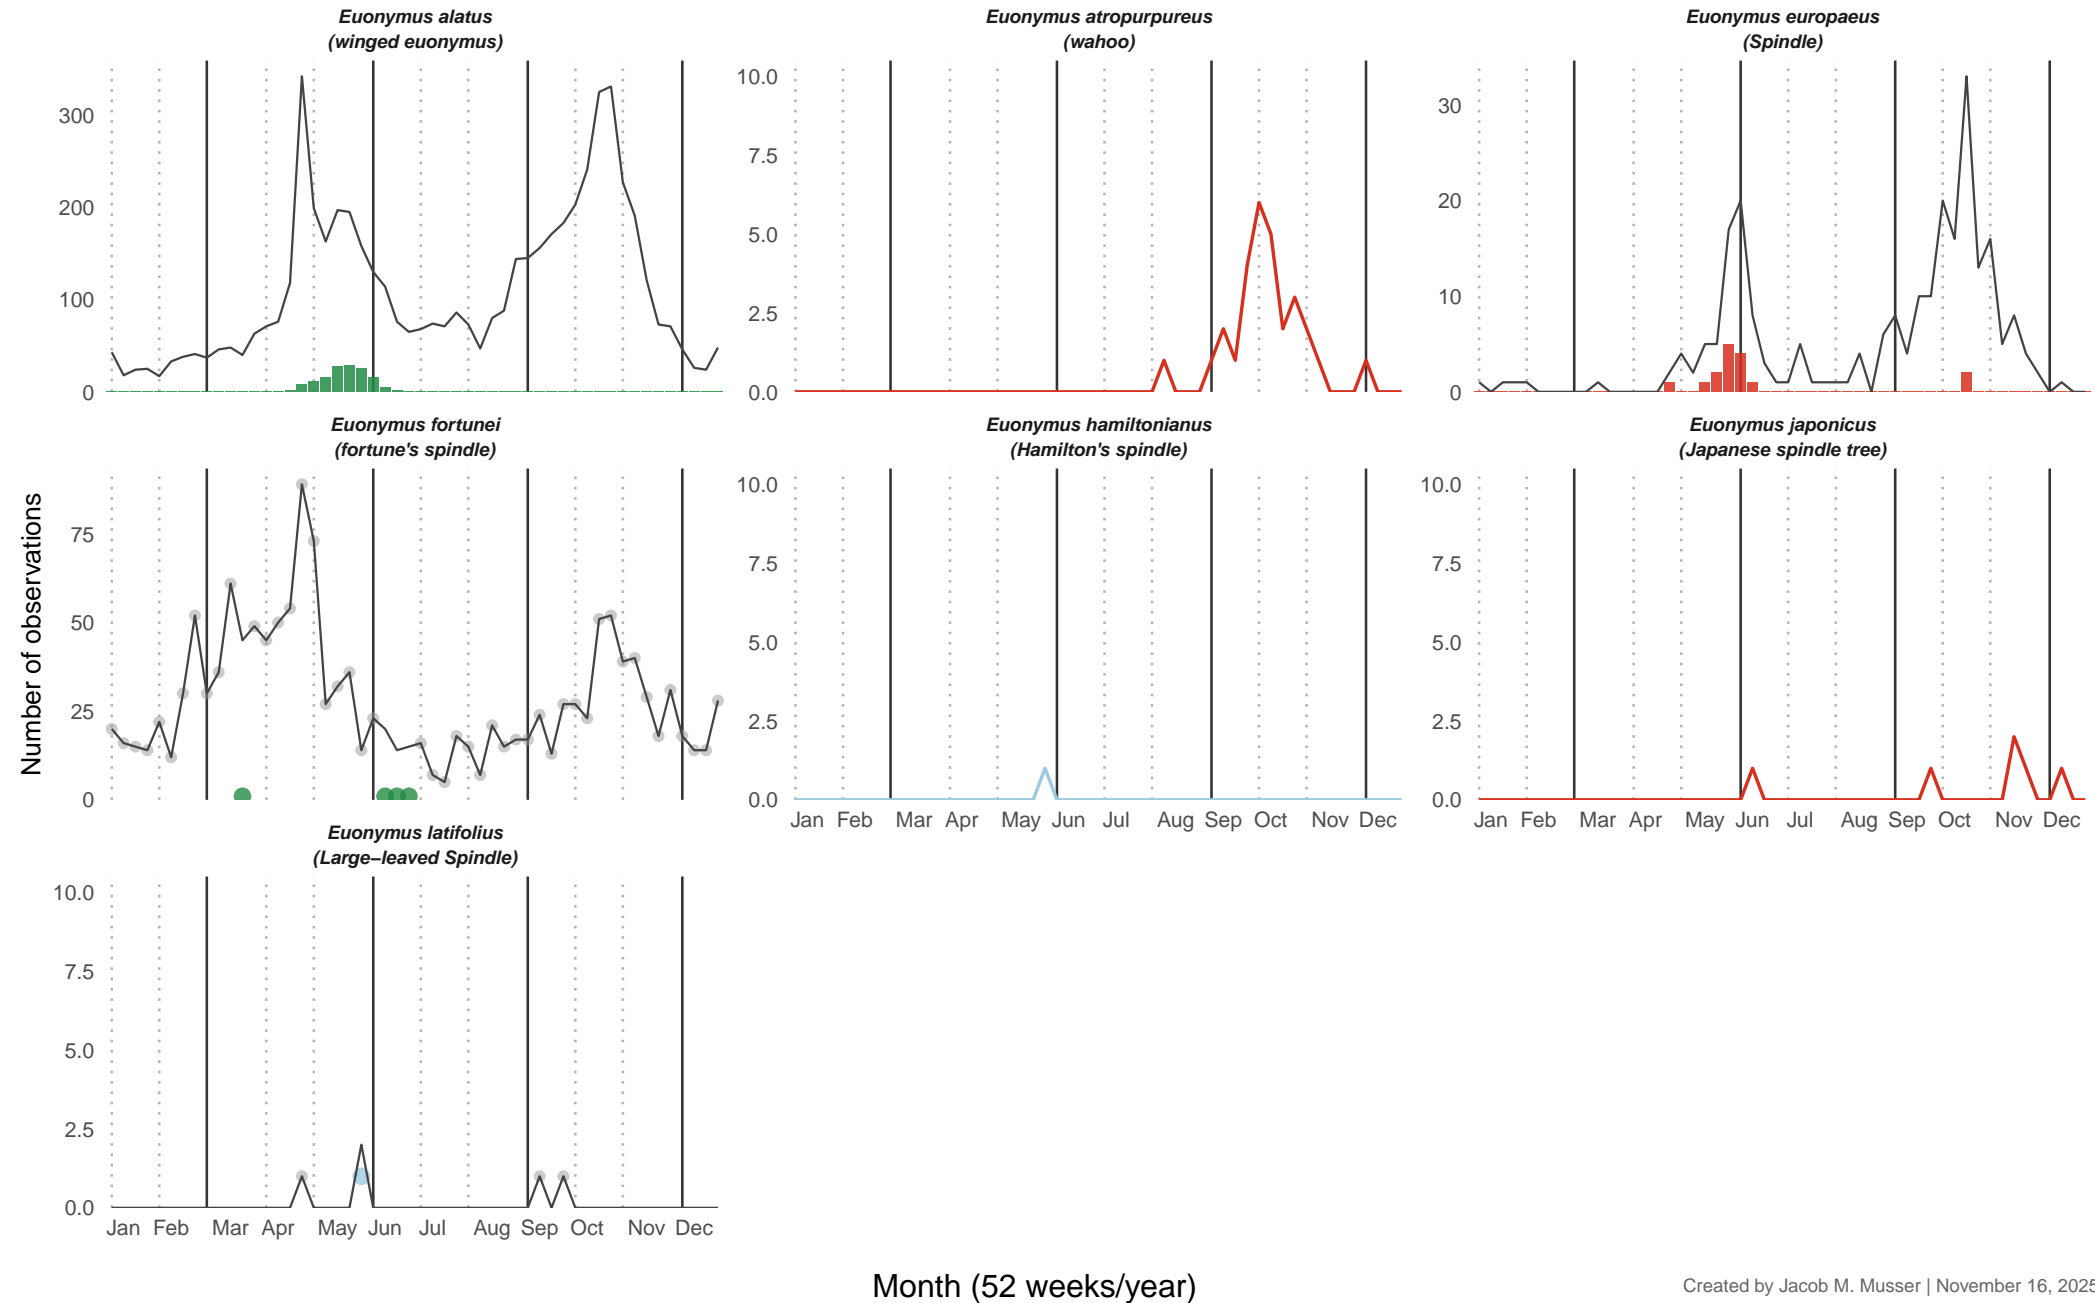 Euonymus alatus
(winged euonymus)
Euonymus atropurpureus
(wahoo)
Euonymus europaeus
(Spindle)
300
200
100
0
10.0
7.5
5.0
2.5
0.0
30
20
10
0
Euonymus fortunei
(fortune's spindle)
Euonymus hamiltonianus
(Hamilton's spindle)
Euonymus japonicus
(Japanese spindle tree)
Number of observations
75
50
25
0
10.0
7.5
5.0
2.5
0.0
Jan Feb Mar Apr May Jun Jul Aug Sep Oct Nov Dec
10.0
7.5
5.0
2.5
0.0
Jan Feb Mar Apr May Jun Jul Aug Sep Oct Nov Dec
Euonymus latifolius
(Large–leaved Spindle)
10.0
7.5
5.0
2.5
0.0
Jan Feb Mar Apr May Jun Jul Aug Sep Oct Nov Dec
Month (52 weeks/year)
Created by Jacob M. Musser | November 16, 2025